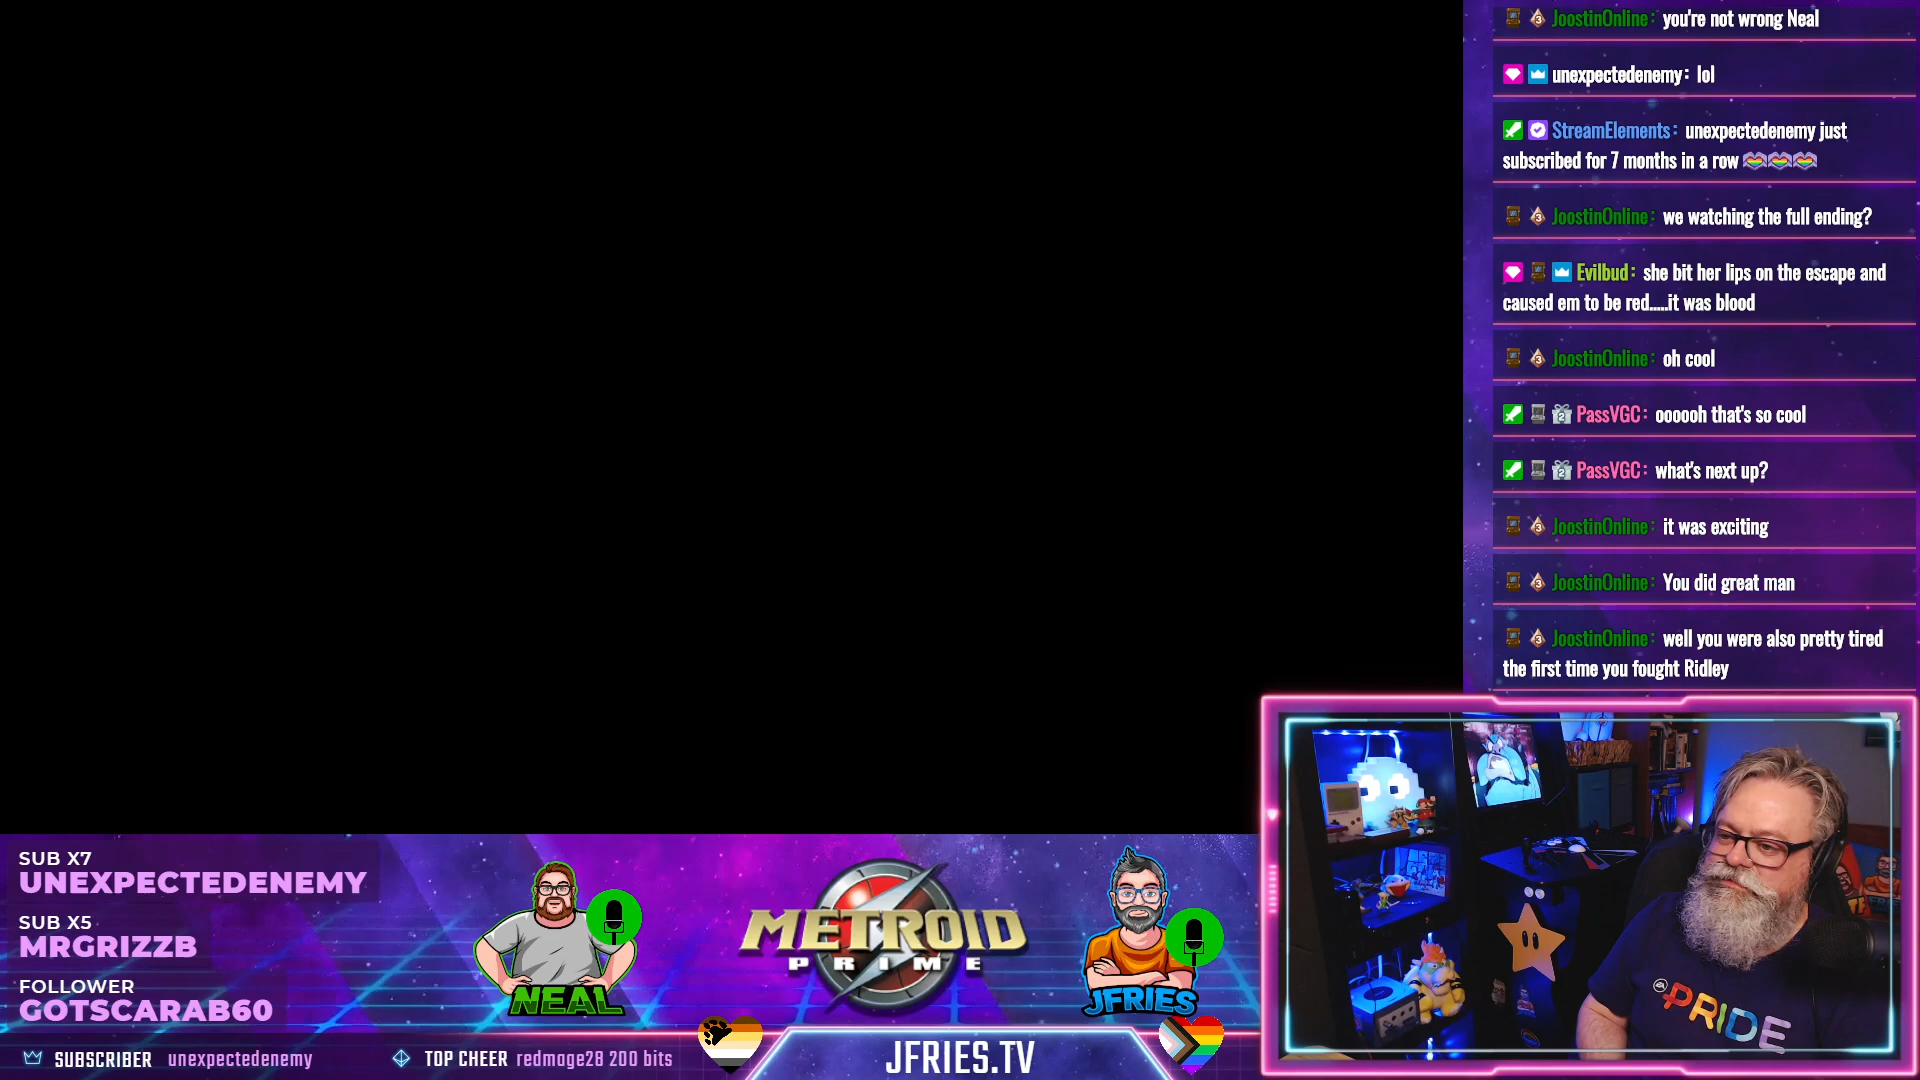 JoostinOnline: you're not wrong Neal
unexpectedenemy: lol
StreamElements: unexpectedenemy just
subscribed for 7 months in a row
JoostinOnline: we watching the full ending?
Evilbud: she bit her lips on the escape and
caused em to be red.....it was blood
JoostinOnline: oh cool
PassVGC: oooooh that's so cool
PassVGC: what's next up?
JoostinOnline: it was exciting
JoostinOnline: You did great man
JoostinOnline: well you were also pretty tired
the first time you fought Ridley
SUB X7
UNEXPECTEDENEMY
SUB X5
MRGRIZZB
FOLLOWER
GOTSCARAB60
NEAL
METROID
PRIME
JFRIES
PRIDE
SUBSCRIBER unexpectedenemy
TOP CHEER redmage28 200 bits
JFRIES.TV